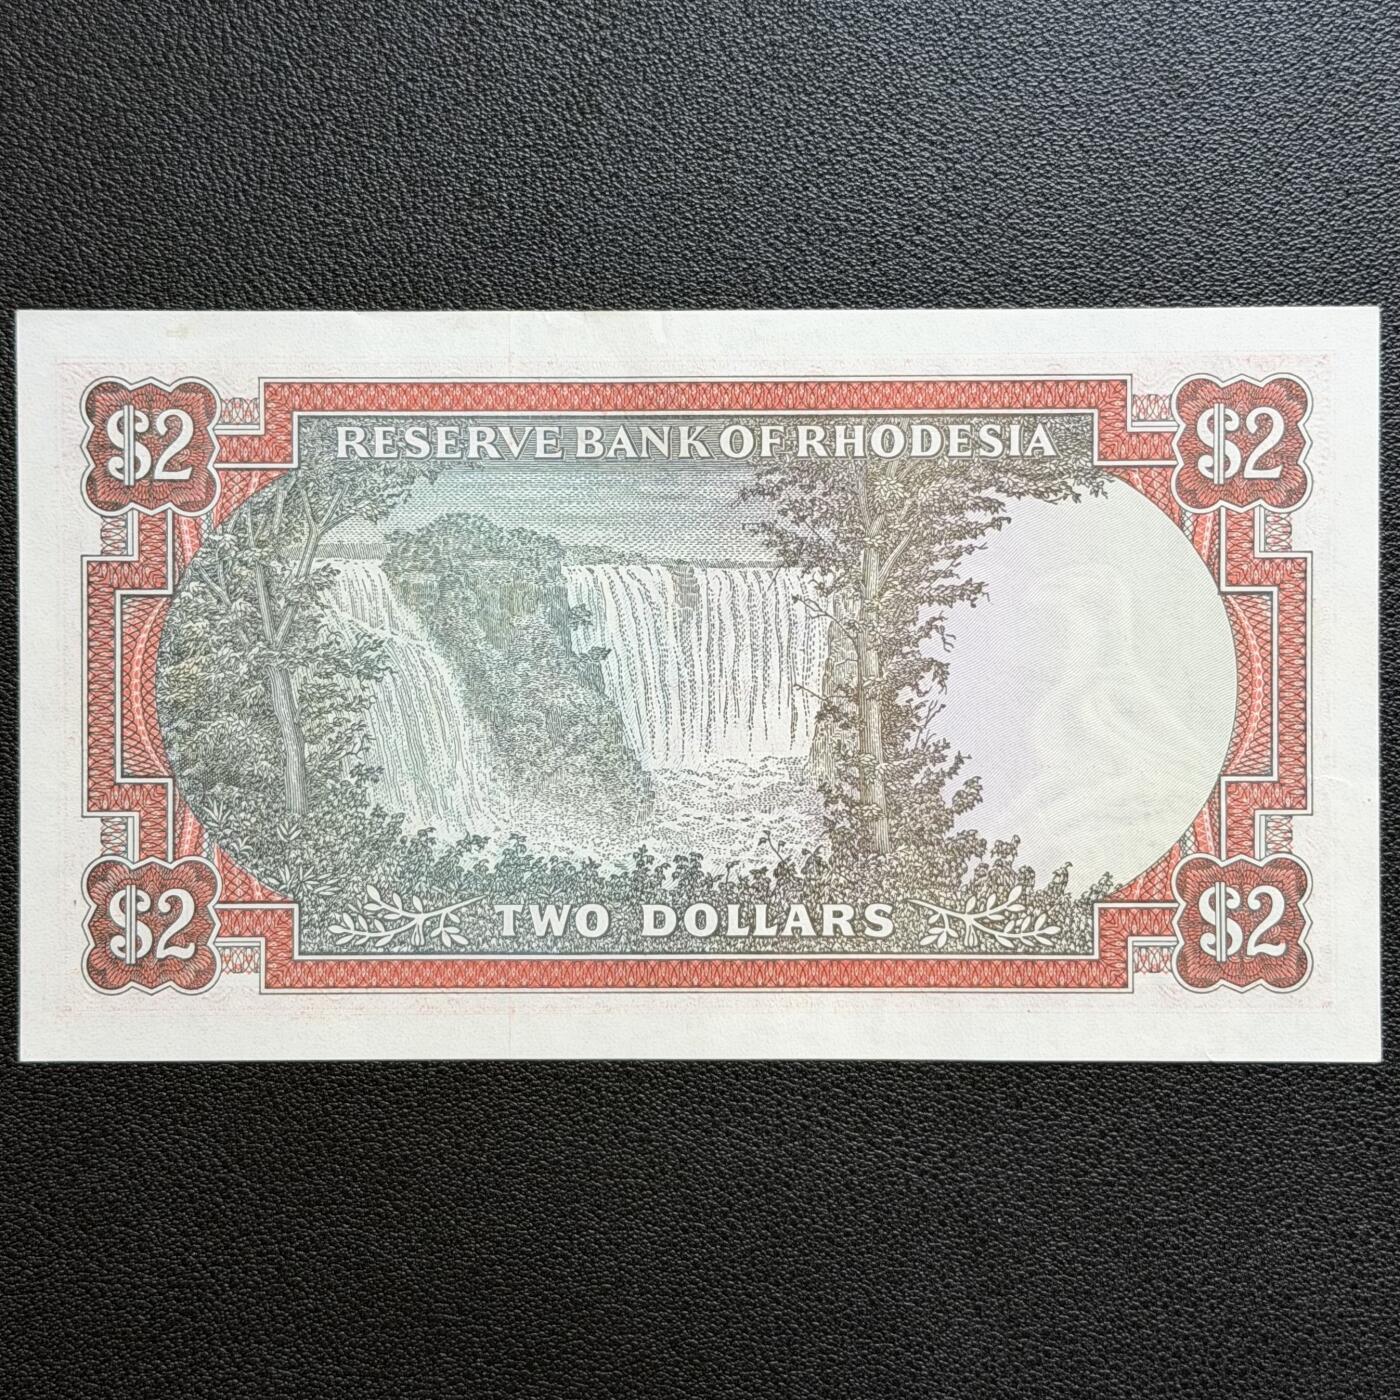 $2 $2
RESERVE BANK OF RHODESIA
$2 TWO DOLLARS $2